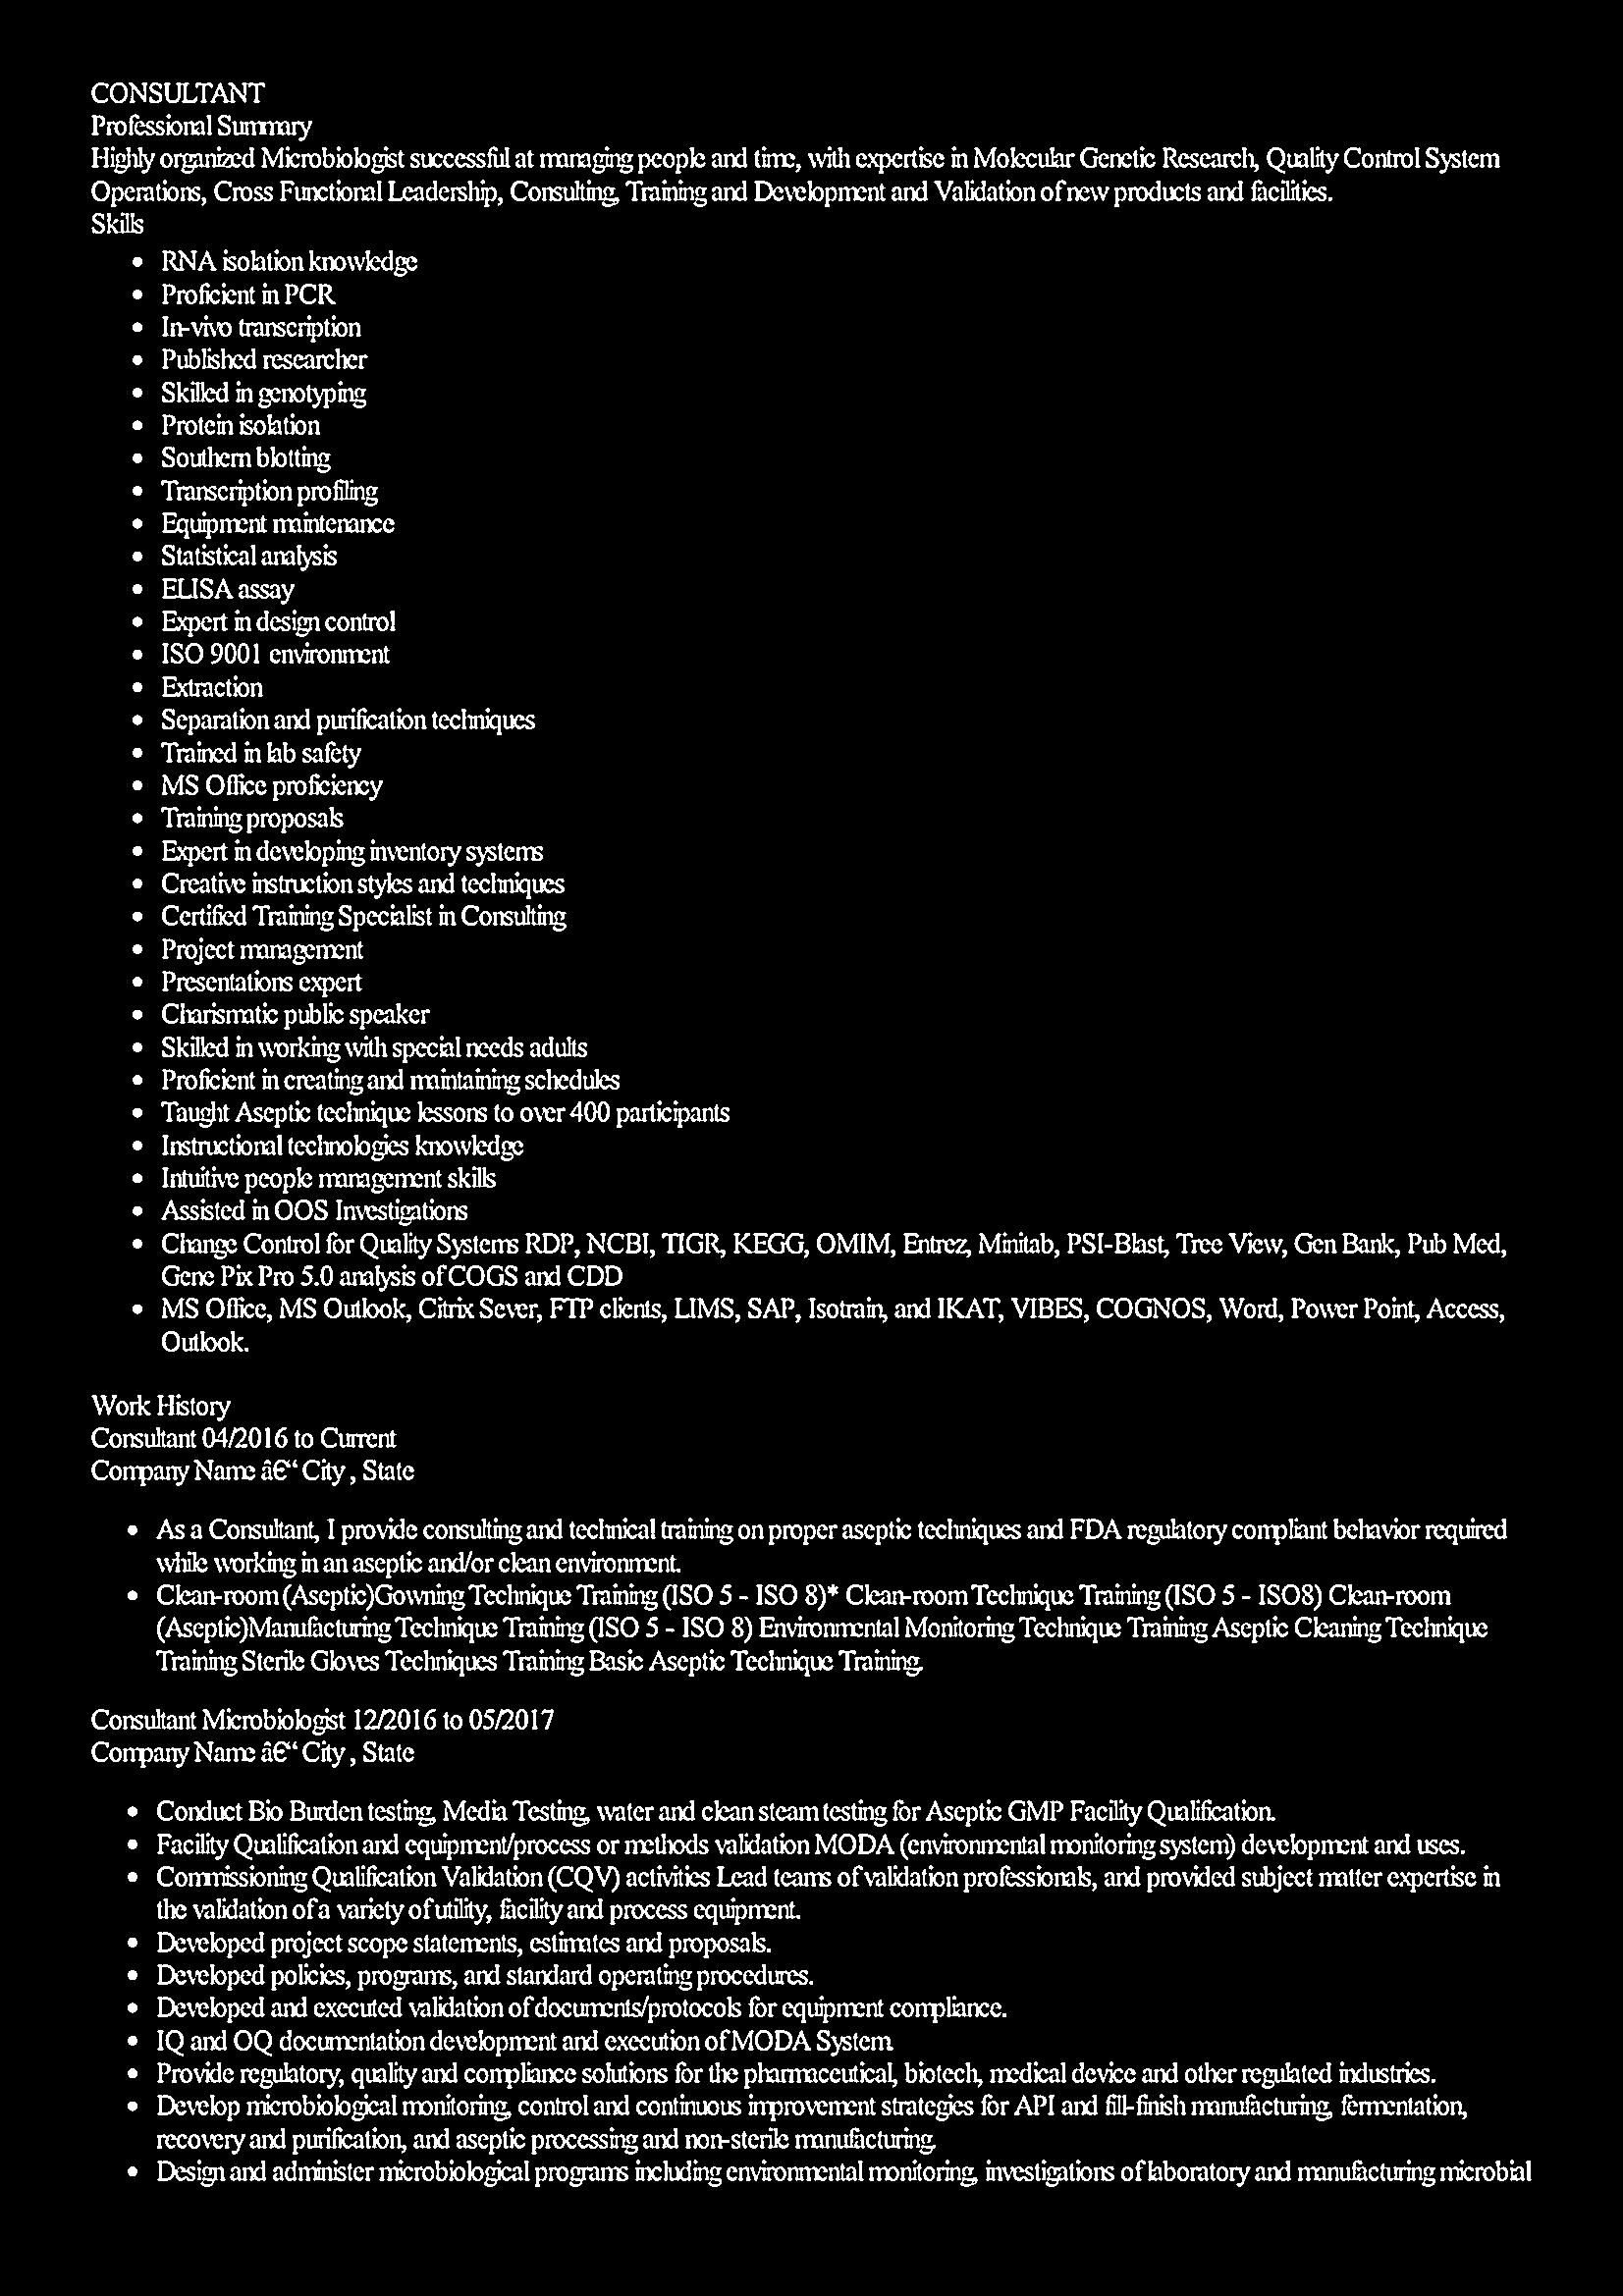 CONSULTANT
Professional Summary
Highly organized Microbiologist successful at managing people and time, with expertise in Molecular Genetic Research, Quality Control System
Operations, Cross Functional Leadership, Consulting, Training and Development and Validation of new products and facilities.
Skills
• RNA isolation knowledge
• Proficient in PCR
• In-vivo transcription
• Published researcher
• Skilled in genotyping
• Protein isolation
• Southern blotting
• Transcription profiling
• Equipment maintenance
• Statistical analysis
• ELISA assay
• Expert in design control
• ISO 9001 environment
• Extraction
• Separation and purification techniques
• Trained in lab safety
• MS Office proficiency
• Training proposals
• Expert in developing inventory systems
• Creative instruction styles and techniques
• Certified Training Specialist in Consulting
• Project management
• Presentations expert
• Charismatic public speaker
• Skilled in working with special needs adults
• Proficient in creating and maintaining schedules
• Taught Aseptic technique lessons to over 400 participants
• Instructional technologies knowledge
• Intuitive people management skills
• Assisted in OOS Investigations
• Change Control for Quality Systems RDP, NCBI, TIGR, KEGG, OMIM, Entrez, Minitab, PSI-Blast, Tree View, Gen Bank, Pub Med,
Gene Pix Pro 5.0 analysis of COGS and CDD
• MS Office, MS Outlook, Citrix Sever, FTP clients, LIMS, SAP, Isotrain, and IKAT, VIBES, COGNOS, Word, Power Point, Access,
Outlook.
Work History
Consultant 04/2016 to Current
Company Name â€“ City , State
• As a Consultant, I provide consulting and technical training on proper aseptic techniques and FDA regulatory compliant behavior required
while working in an aseptic and/or clean environment.
• Clean-room (Aseptic)Gowning Technique Training (ISO 5 - ISO 8)* Clean-room Technique Training (ISO 5 - ISO8) Clean-room
(Aseptic)Manufacturing Technique Training (ISO 5 - ISO 8) Environmental Monitoring Technique Training Aseptic Cleaning Technique
Training Sterile Gloves Techniques Training Basic Aseptic Technique Training.
Consultant Microbiologist 12/2016 to 05/2017
Company Name â€“ City , State
• Conduct Bio Burden testing, Media Testing, water and clean steam testing for Aseptic GMP Facility Qualification.
• Facility Qualification and equipment/process or methods validation MODA (environmental monitoring system) development and uses.
• Commissioning Qualification Validation (CQV) activities Lead teams of validation professionals, and provided subject matter expertise in
the validation of a variety of utility, facility and process equipment.
• Developed project scope statements, estimates and proposals.
• Developed policies, programs, and standard operating procedures.
• Developed and executed validation of documents/protocols for equipment compliance.
• IQ and OQ documentation development and execution of MODA System
• Provide regulatory, quality and compliance solutions for the pharmaceutical, biotech, medical device and other regulated industries.
• Develop microbiological monitoring, control and continuous improvement strategies for API and fill-finish manufacturing, fermentation,
recovery and purification, and aseptic processing and non-sterile manufacturing.
• Design and administer microbiological programs including environmental monitoring, investigations of laboratory and manufacturing microbial